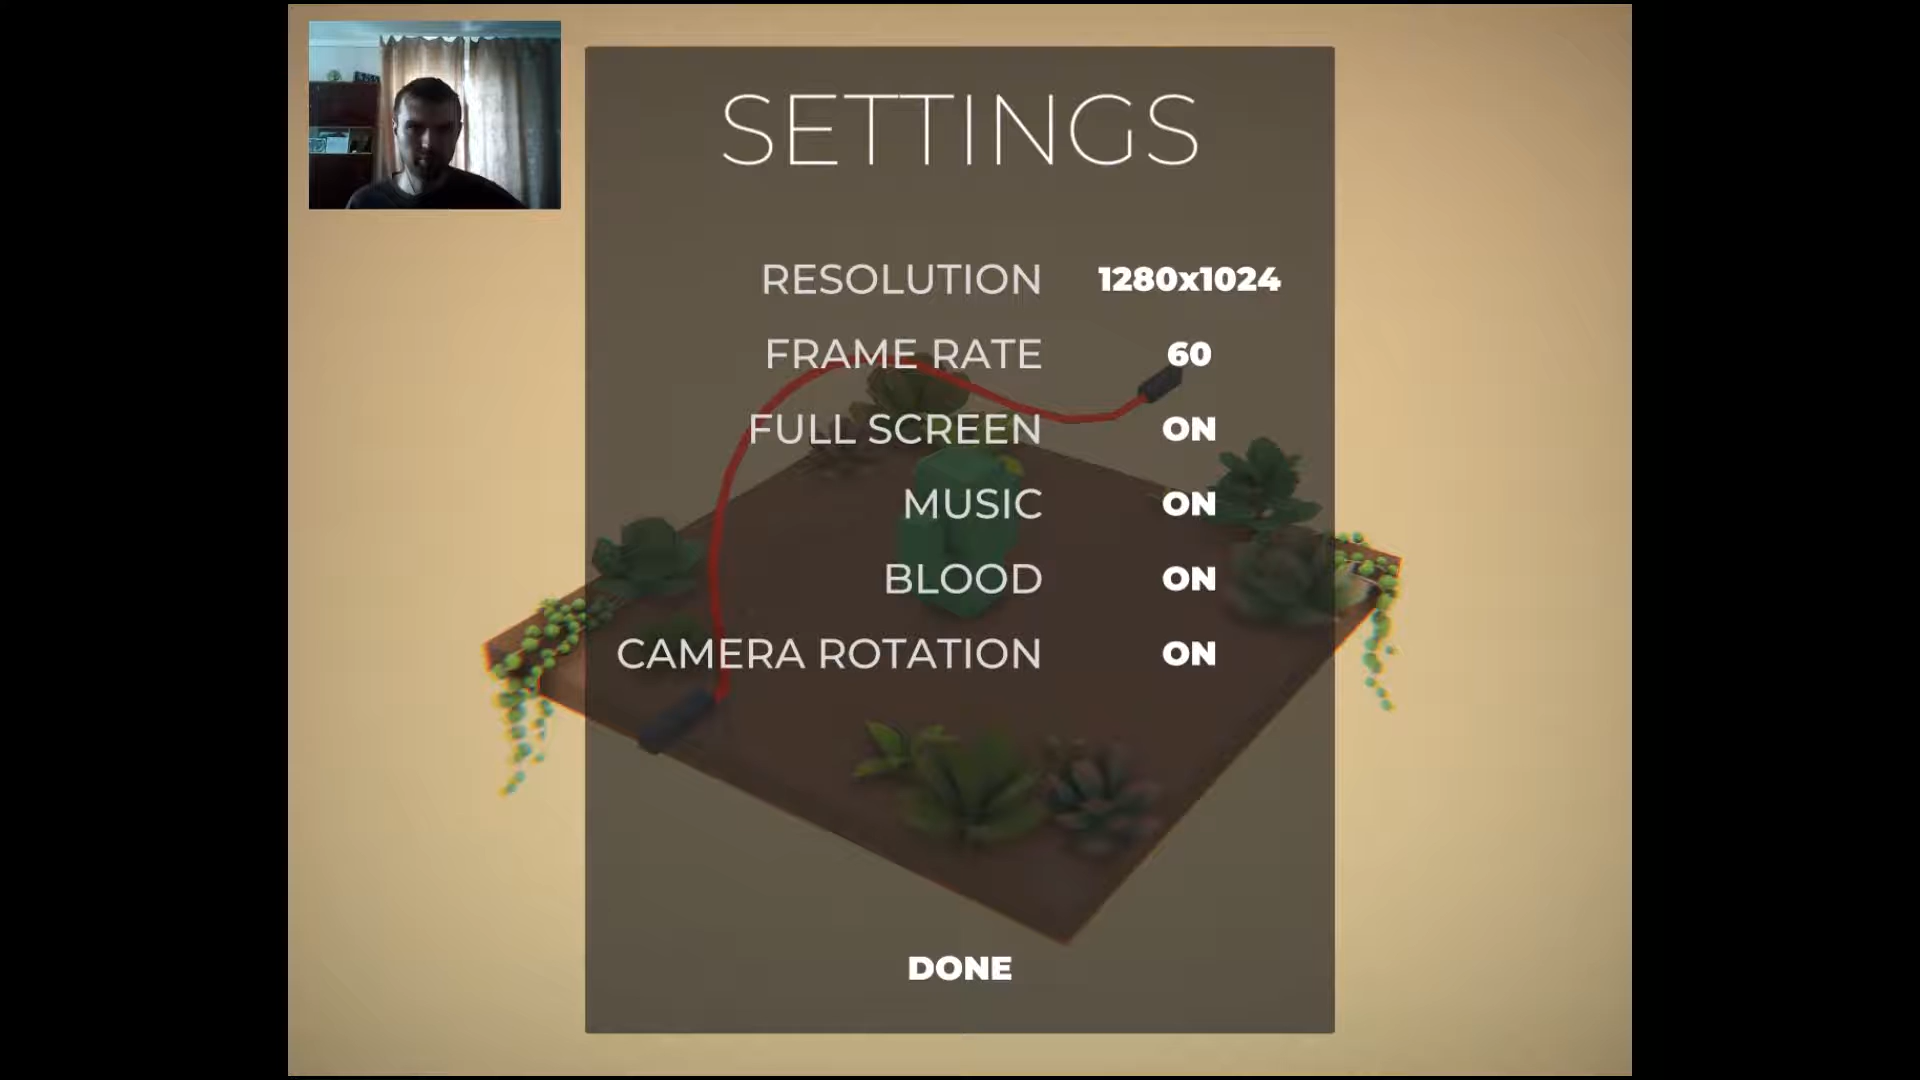 SETTINGS
RESOLUTION 1280x1024
FRAME RATE 60
FULL SCREEN ON
MUSIC ON
BLOOD ON
CAMERA ROTATION ON
DONE